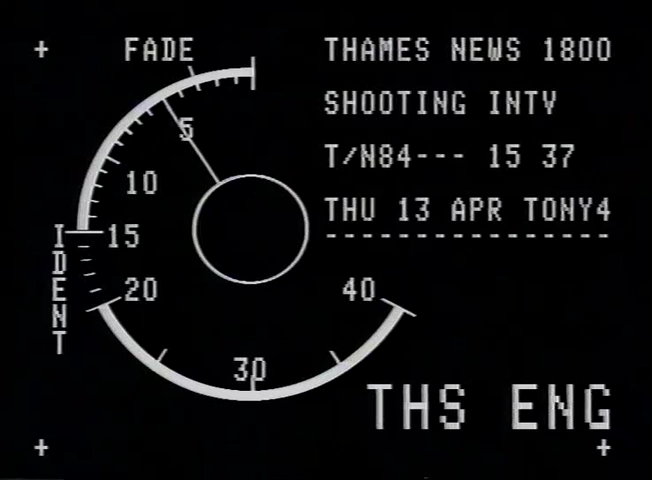 FADE
5
10
15
20
30
40
IDENT
THAMES NEWS 1800
SHOOTING INTV
T/N84--- 15 37
THU 13 APR TONY4
----------------
THS ENG